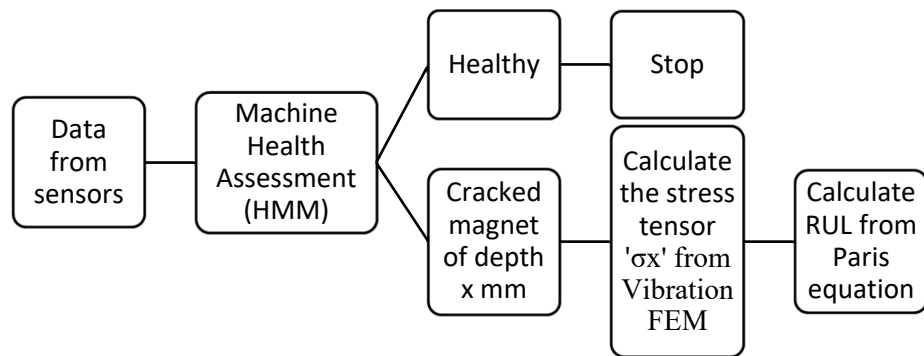 Data
from
sensors
Machine
Health
Assessment
(HMM)
Healthy
Stop
Cracked
magnet
of depth
x mm
Calculate
the stress
tensor
'σx' from
Vibration
FEM
Calculate
RUL from
Paris
equation